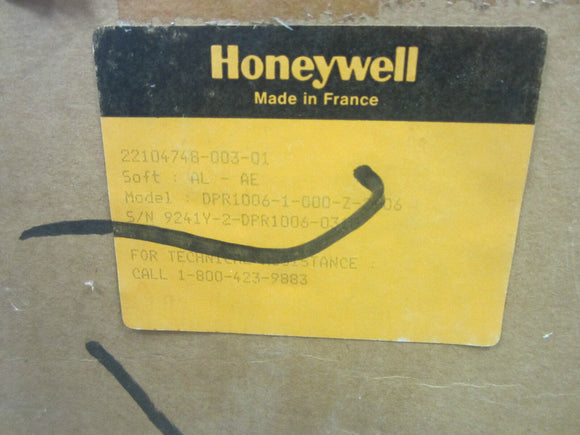 Honeywell
Made in France
22104748-003-01
Soft : AL - AE
Model : DPR1006-1-000-Z-
S/N 9241Y-2-DPR1006-
FOR TECHNICAL ASSISTANCE :
CALL 1-800-423-9883